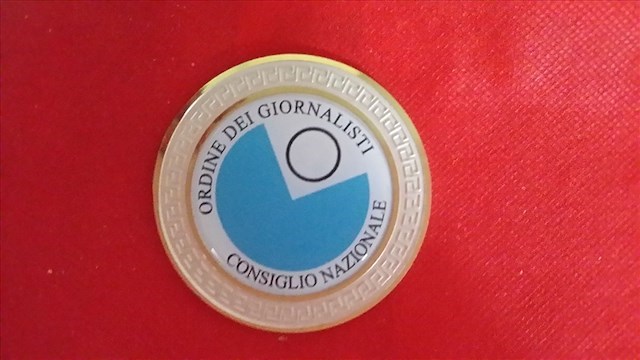 ORDINE DEI GIORNALISTI
CONSIGLIO NAZIONALE